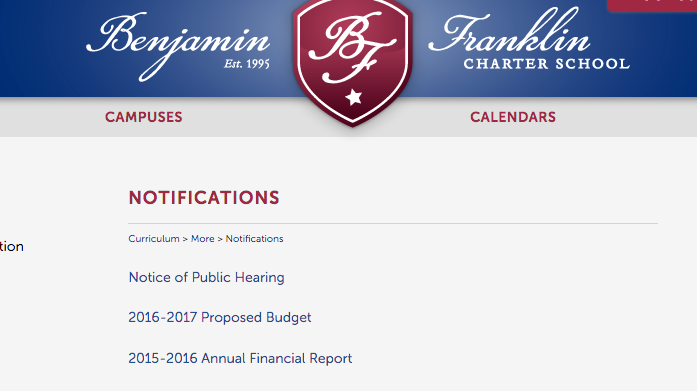 Benjamin
Franklin
Est. 1995
BF
CHARTER SCHOOL
CAMPUSES
CALENDARS
NOTIFICATIONS
tion
Curriculum > More > Notifications
Notice of Public Hearing
2016-2017 Proposed Budget
2015-2016 Annual Financial Report